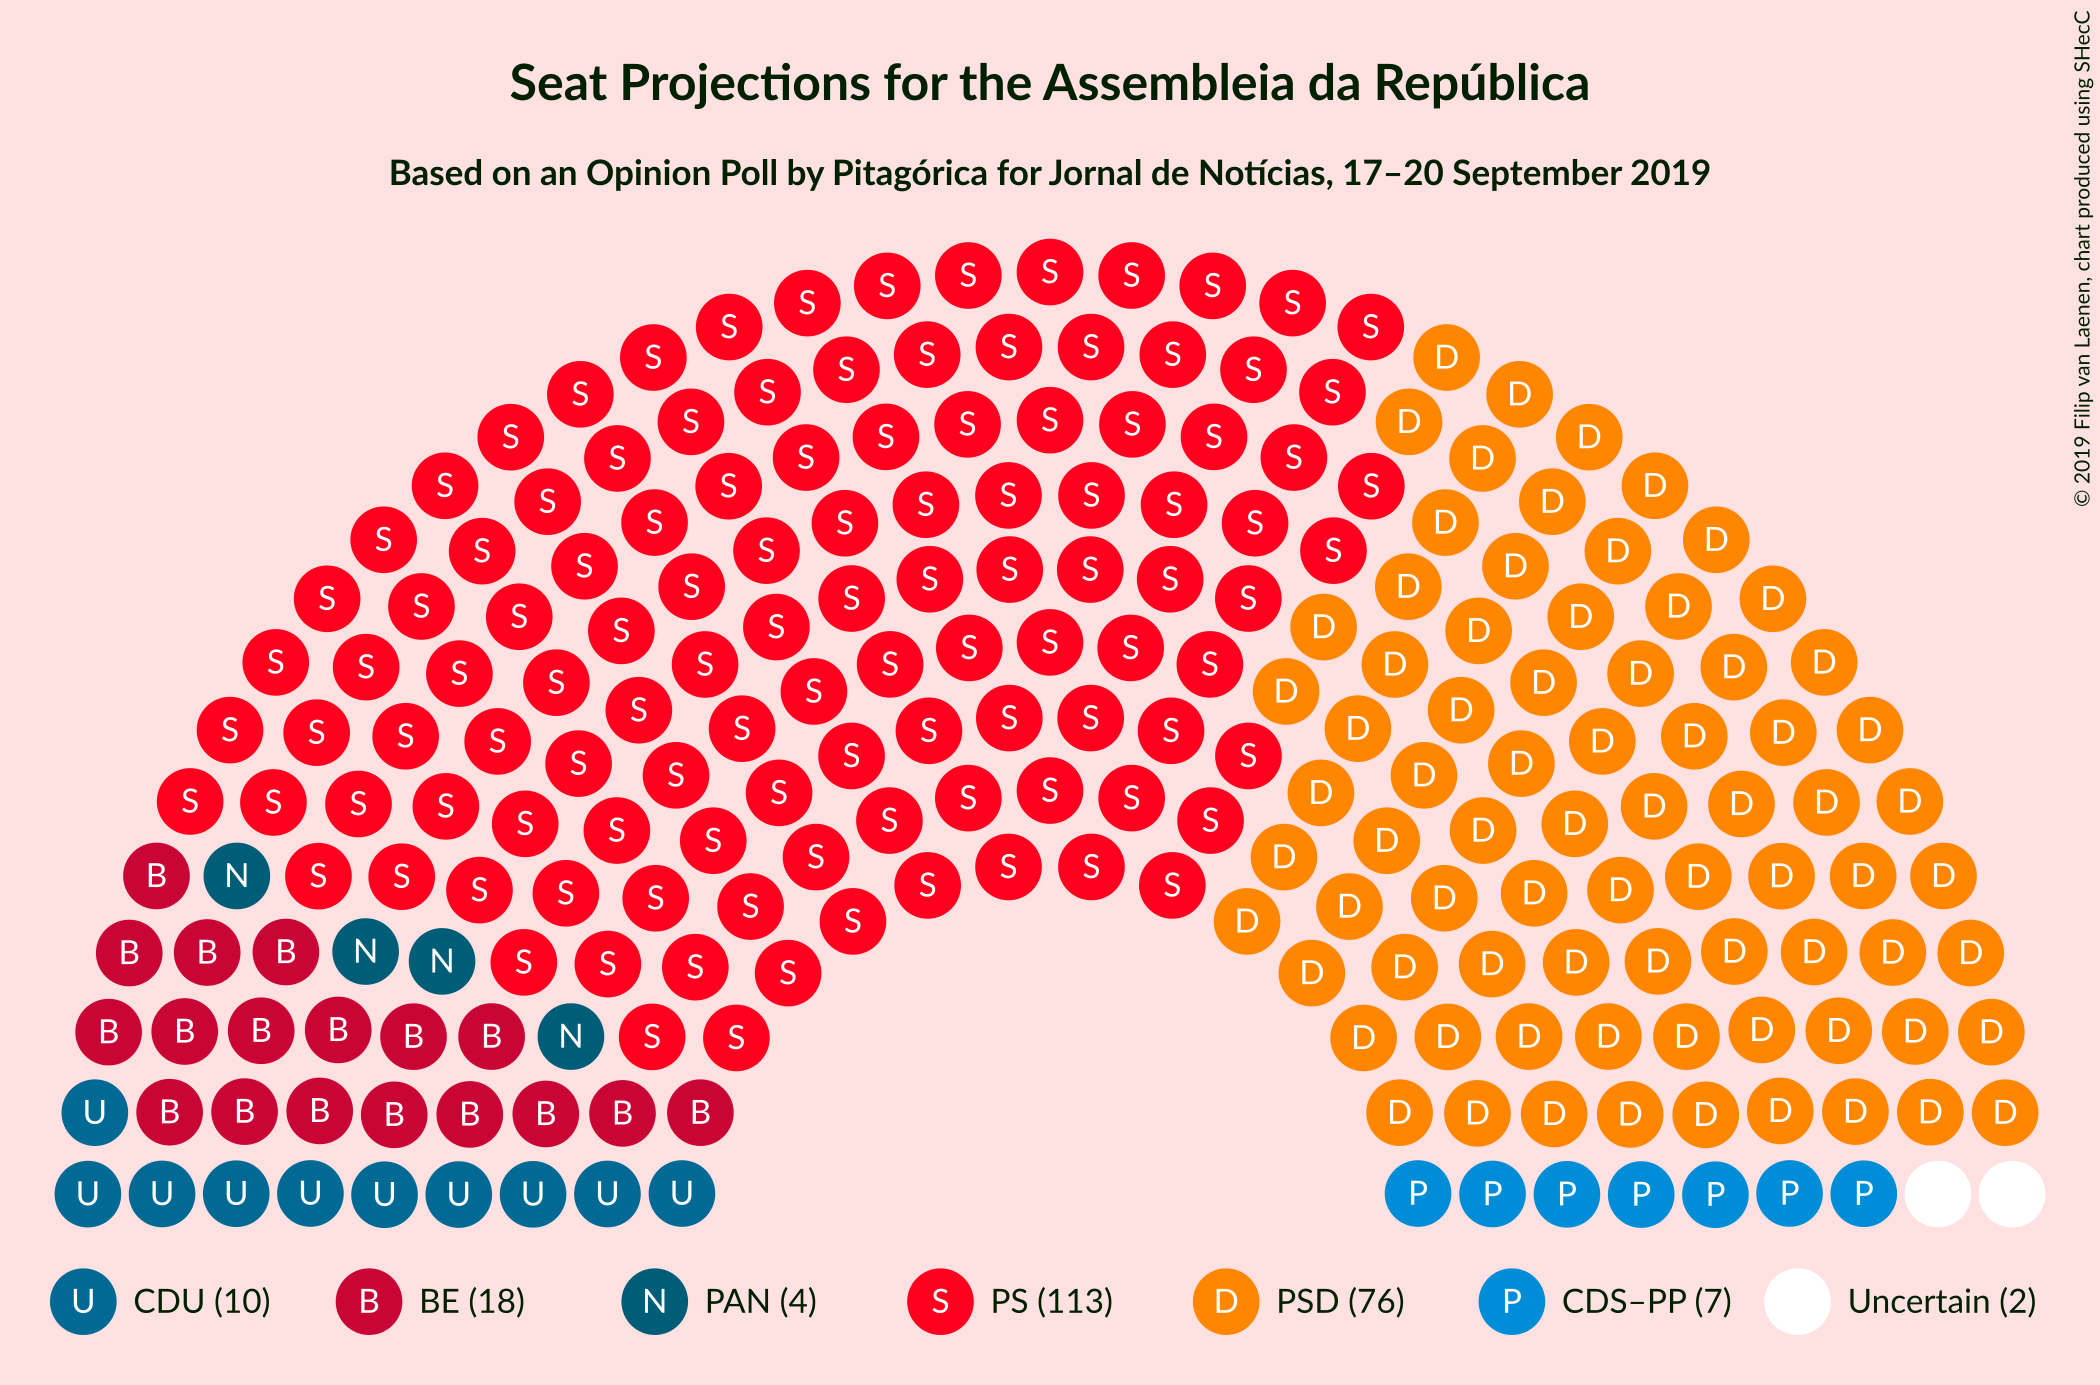 Seat Projections for the Assembleia da República
Based on an Opinion Poll by Pitagórica for Jornal de Notícias, 17–20 September 2019
© 2019 Filip van Laenen, chart produced using SHecC
S S S S S S S S S D D D D D D D D D D D D D
U CDU (10) B BE (18) N PAN (4) S PS (113) D PSD (76) P CDS–PP (7) Uncertain (2)